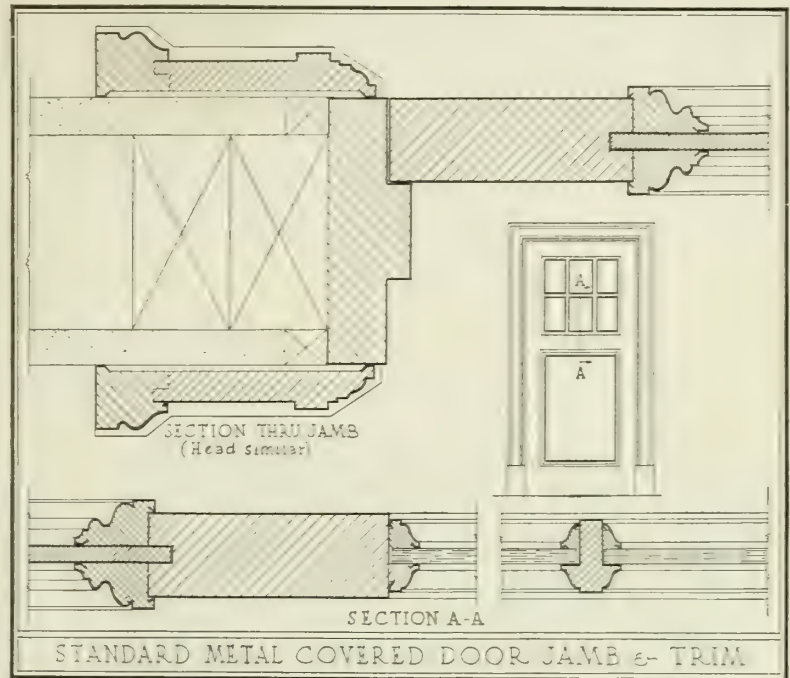 A
A
SECTION THRU JAMB
(Head similar)
SECTION A-A
STANDARD METAL COVERED DOOR JAMB & TRIM